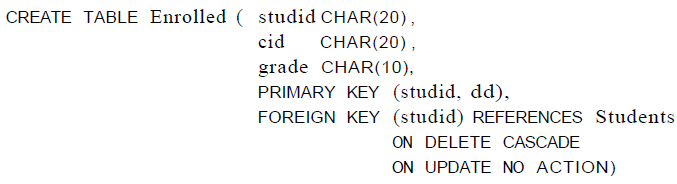 CREATE TABLE Enrolled ( studid CHAR(20),
cid CHAR(20),
grade CHAR(10),
PRIMARY KEY (studid, dd),
FOREIGN KEY (studid) REFERENCES Students
ON DELETE CASCADE
ON UPDATE NO ACTION)